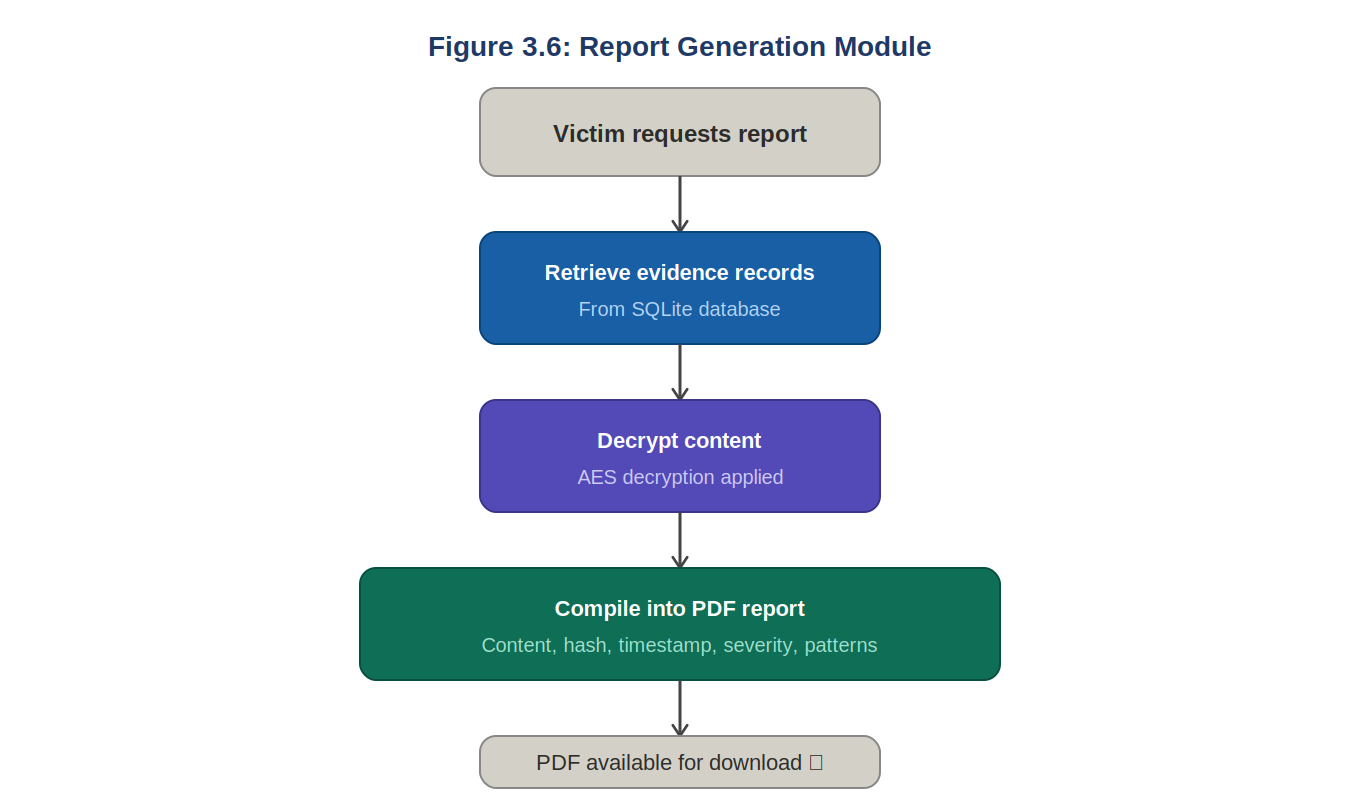 Figure 3.6: Report Generation Module
Victim requests report
Retrieve evidence records
From SQLite database
Decrypt content
AES decryption applied
Compile into PDF report
Content, hash, timestamp, severity, patterns
PDF available for download